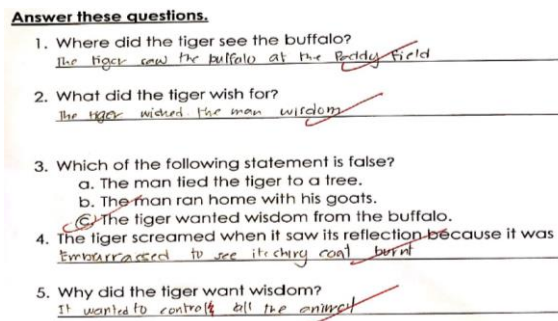 Answer these questions.
1. Where did the tiger see the buffalo?
The tiger saw the buffalo at the Paddy field
2. What did the tiger wish for?
The tiger wished the man wisdom
3. Which of the following statement is false?
a. The man tied the tiger to a tree.
b. The man ran home with his goats.
c. The tiger wanted wisdom from the buffalo.
4. The tiger screamed when it saw its reflection because it was
Embarrassed to see its coat burnt
5. Why did the tiger want wisdom?
It wanted to control all the animal